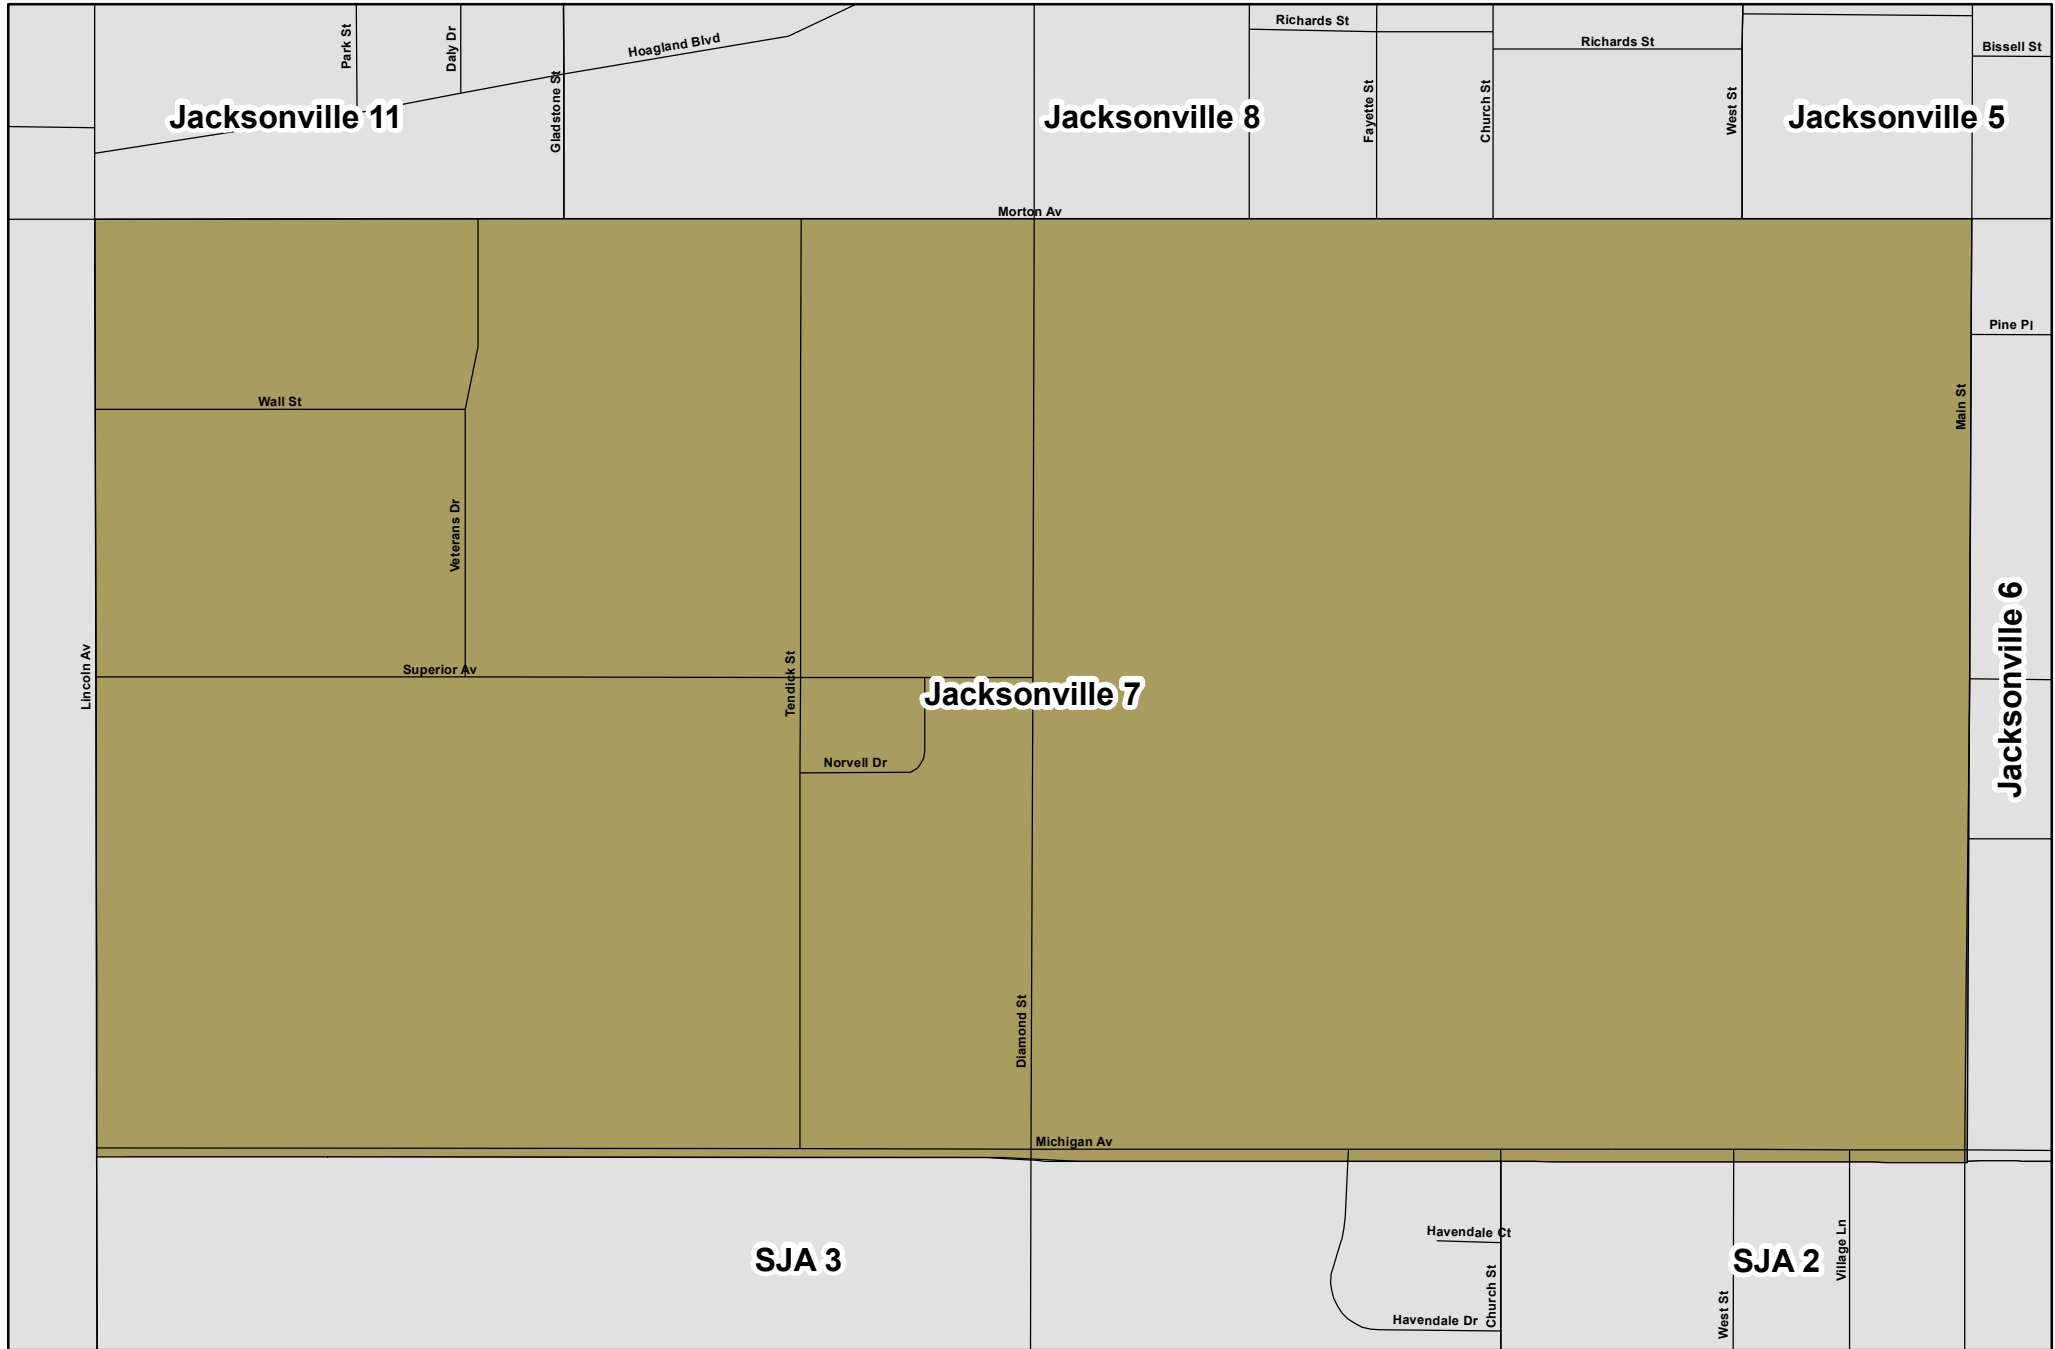 Richards St
Richards St
Bissell St
Park St
Daly Dr
Hoagland Blvd
Gladstone St
Fayette St
Church St
West St
Jacksonville 11
Jacksonville 8
Jacksonville 5
Morton Av
Pine Pl
Main St
Wall St
Veterans Dr
Lincoln Av
Superior Av
Tendick St
Jacksonville 7
Jacksonville 6
Norvell Dr
Diamond St
Michigan Av
Havendale Ct
SJA 3
SJA 2
Village Ln
Church St
West St
Havendale Dr